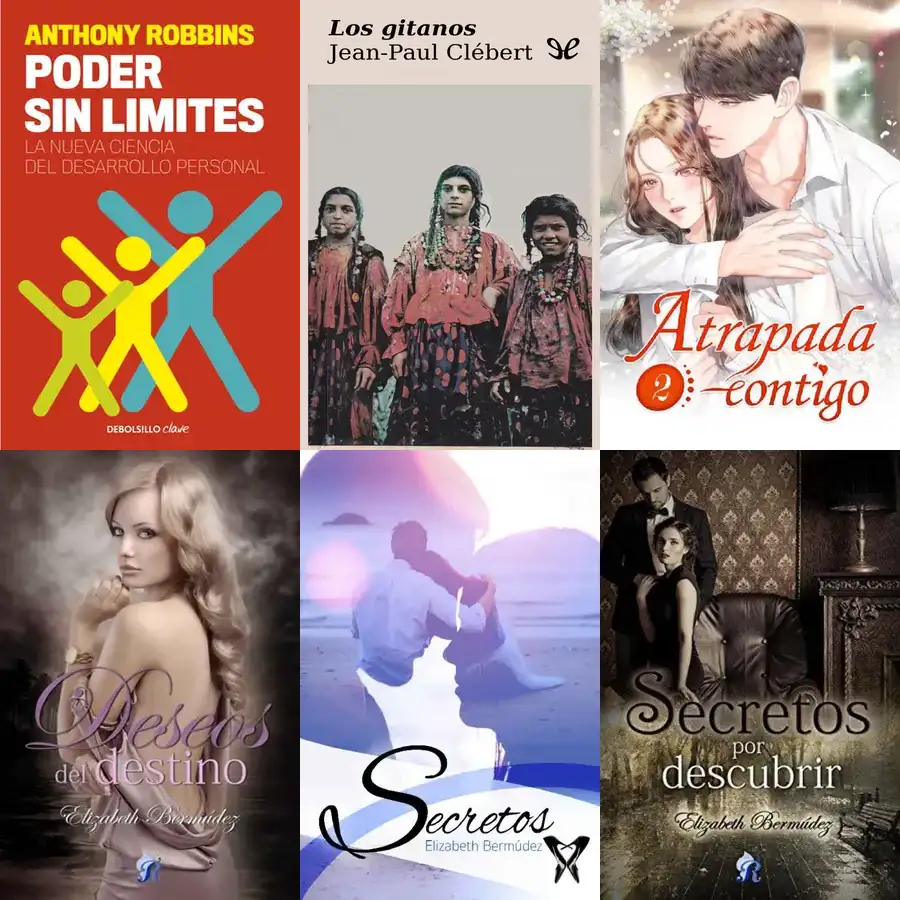 ANTHONY ROBBINS
PODER
SIN LIMITES
LA NUEVA CIENCIA
DEL DESARROLLO PERSONAL
DEBOLSILLO clave
Los gitanos
Jean-Paul Clébert
Atrapada
2 contigo
Deseos
del destino
Elizabeth Bermúdez
Secretos
Elizabeth Bermúdez
Secretos
por
descubrir
Elizabeth Bermúdez